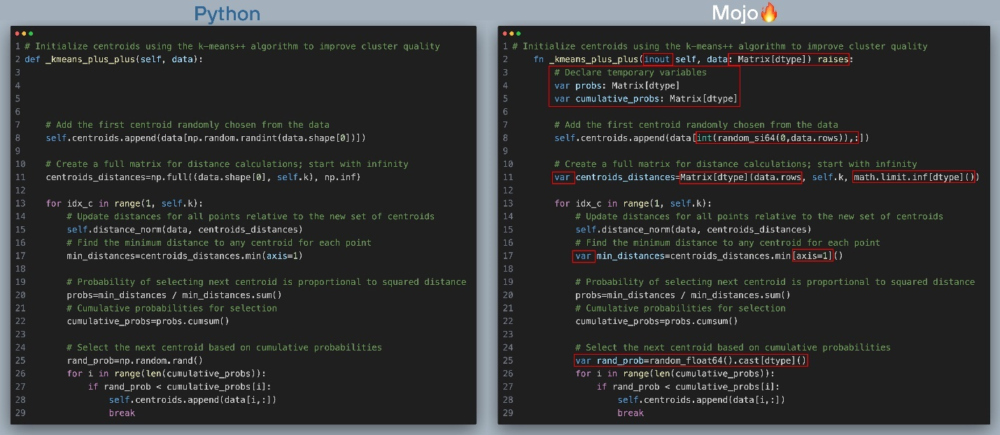 Python
1 # Initialize centroids using the k-means++ algorithm to improve cluster quality
2 def _kmeans_plus_plus(self, data):
3
4
5
6
7     # Add the first centroid randomly chosen from the data
8     self.centroids.append(data[np.random.randint(data.shape[0])])
9
10     # Create a full matrix for distance calculations; start with infinity
11     centroids_distances=np.full((data.shape[0], self.k), np.inf)
12
13     for idx_c in range(1, self.k):
14         # Update distances for all points relative to the new set of centroids
15         self.distance_norm(data, centroids_distances)
16         # Find the minimum distance to any centroid for each point
17         min_distances=centroids_distances.min(axis=1)
18
19         # Probability of selecting next centroid is proportional to squared distance
20         probs=min_distances / min_distances.sum()
21         # Cumulative probabilities for selection
22         cumulative_probs=probs.cumsum()
23
24         # Select the next centroid based on cumulative probabilities
25         rand_prob=np.random.rand()
26         for i in range(len(cumulative_probs)):
27             if rand_prob < cumulative_probs[i]:
28                 self.centroids.append(data[i,:])
29                 break
Mojo🔥
1 # Initialize centroids using the k-means++ algorithm to improve cluster quality
2     fn _kmeans_plus_plus(inout self, data: Matrix[dtype]) raises:
3         # Declare temporary variables
4         var probs: Matrix[dtype]
5         var cumulative_probs: Matrix[dtype]
6
7         # Add the first centroid randomly chosen from the data
8         self.centroids.append(data[int(random_si64(0,data.rows)),:])
9
10         # Create a full matrix for distance calculations; start with infinity
11         var centroids_distances=Matrix[dtype](data.rows, self.k, math.limit.inf[dtype]())
12
13         for idx_c in range(1, self.k):
14             # Update distances for all points relative to the new set of centroids
15             self.distance_norm(data, centroids_distances)
16             # Find the minimum distance to any centroid for each point
17             var min_distances=centroids_distances.min[axis=1]()
18
19             # Probability of selecting next centroid is proportional to squared distance
20             probs=min_distances / min_distances.sum()
21             # Cumulative probabilities for selection
22             cumulative_probs=probs.cumsum()
23
24             # Select the next centroid based on cumulative probabilities
25             var rand_prob=random_float64().cast[dtype]()
26             for i in range(len(cumulative_probs)):
27                 if rand_prob < cumulative_probs[i]:
28                     self.centroids.append(data[i,:])
29                     break